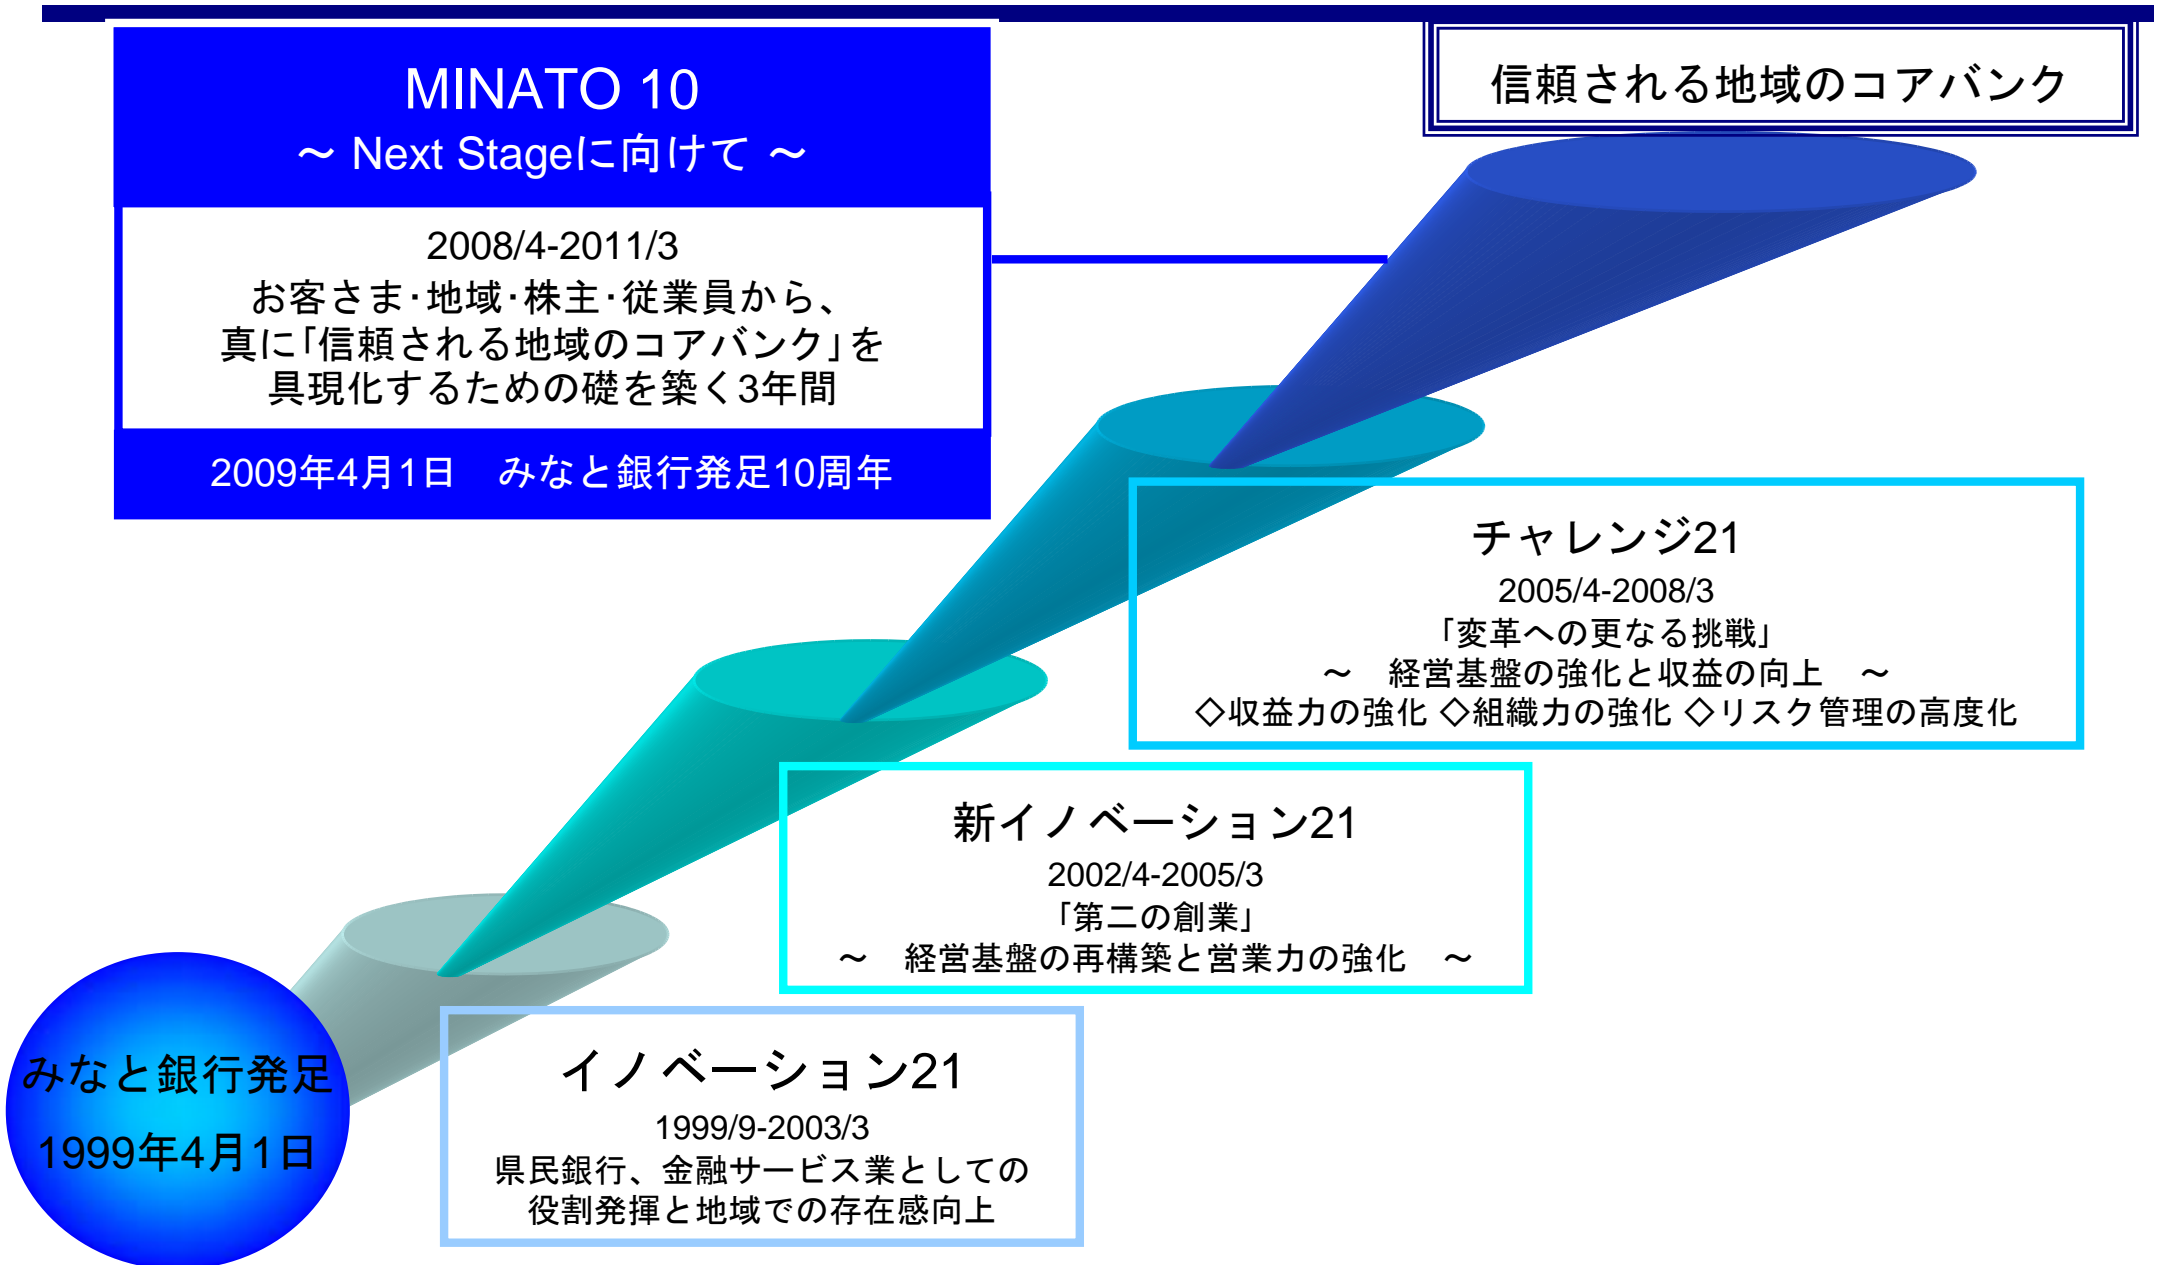 MINATO 10
～ Next Stageに向けて ～
2008/4-2011/3
お客さま･地域･株主･従業員から、
真に｢信頼される地域のコアバンク｣を
具現化するための礎を築く3年間
2009年4月1日　みなと銀行発足10周年
信頼される地域のコアバンク
チャレンジ21
2005/4-2008/3
｢変革への更なる挑戦｣
～　経営基盤の強化と収益の向上　～
◇収益力の強化 ◇組織力の強化 ◇リスク管理の高度化
新イノベーション21
2002/4-2005/3
｢第二の創業｣
～　経営基盤の再構築と営業力の強化　～
イノベーション21
1999/9-2003/3
県民銀行、金融サービス業としての
役割発揮と地域での存在感向上
みなと銀行発足
1999年4月1日